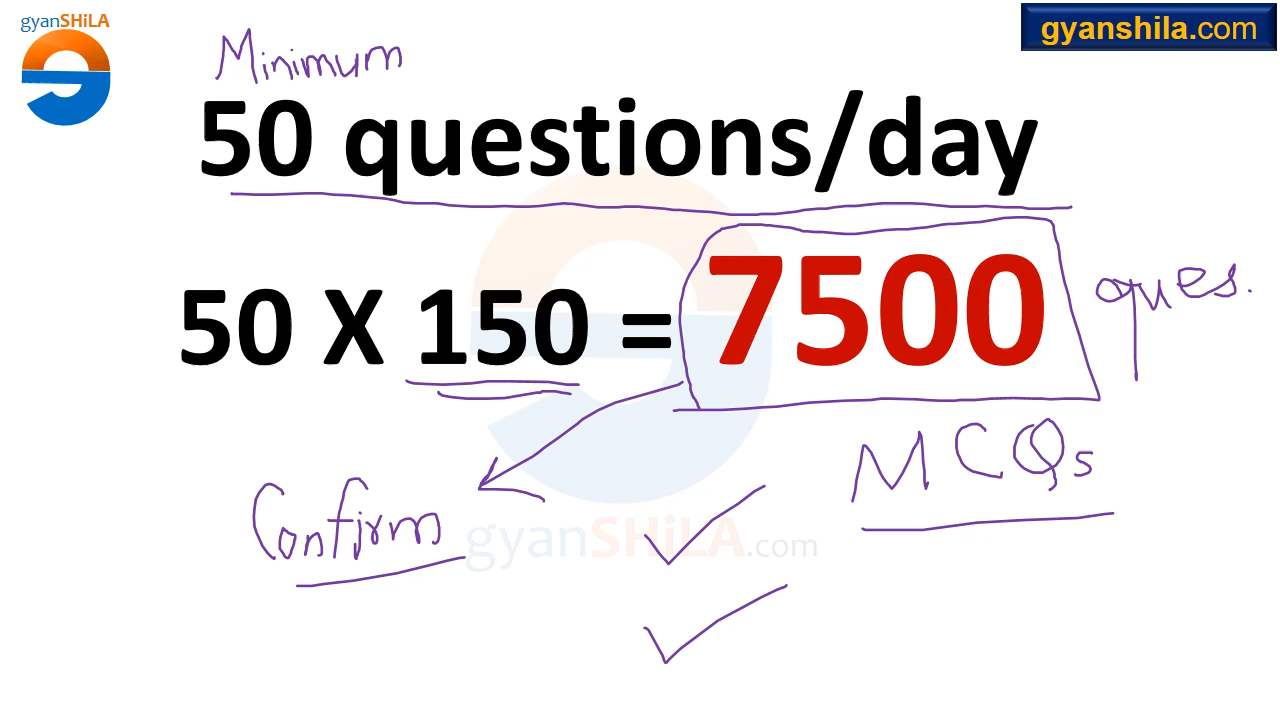 gyanSHiLA
gyanshila.com
Minimum
50 questions/day
50 X 150 = 7500 ques.
MCQs
Confirm
gyanSHiLA.com